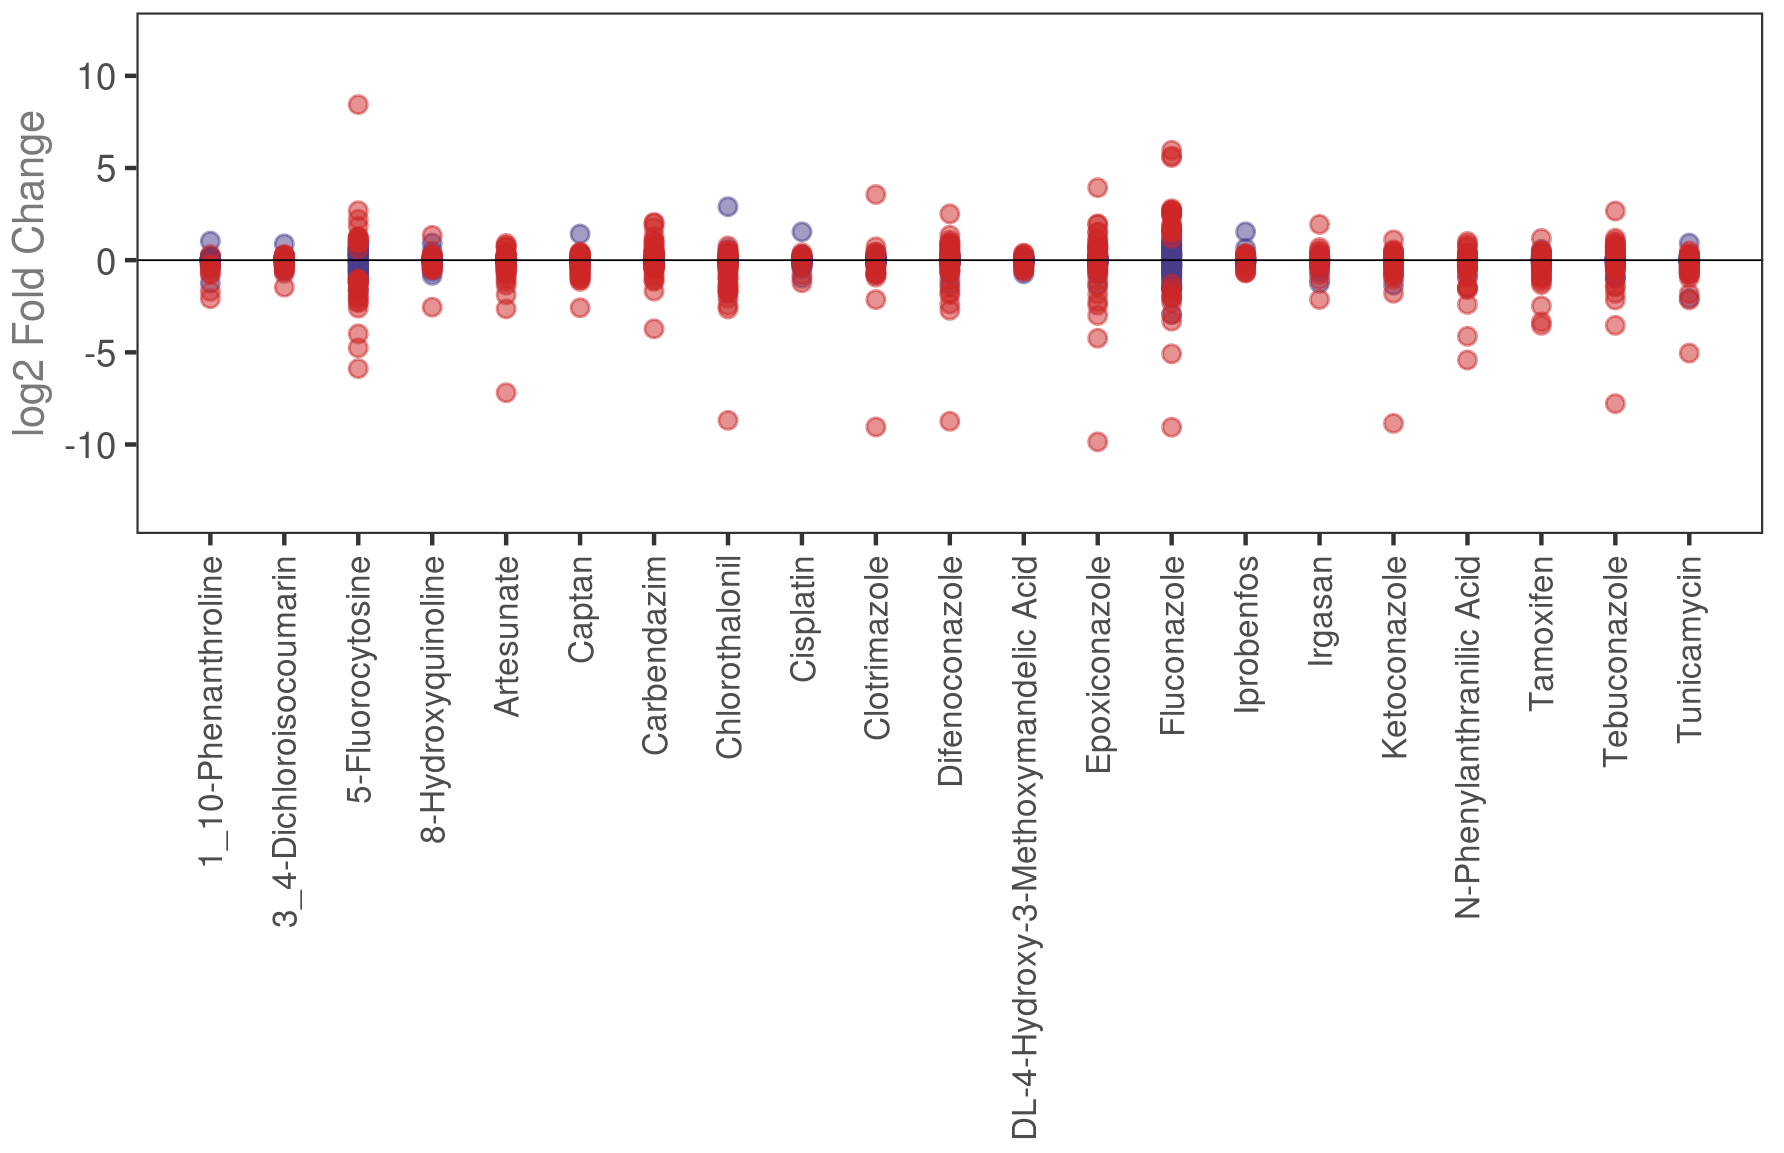 log2 Fold Change
10
5
0
-5
-10
1_10-Phenanthroline
3_4-Dichloroisocoumarin
5-Fluorocytosine
8-Hydroxyquinoline
Artesunate
Captan
Carbendazim
Chlorothalonil
Cisplatin
Clotrimazole
Difenoconazole
DL-4-Hydroxy-3-Methoxymandelic Acid
Epoxiconazole
Fluconazole
Iprobenfos
Irgasan
Ketoconazole
N-Phenylanthranilic Acid
Tamoxifen
Tebuconazole
Tunicamycin